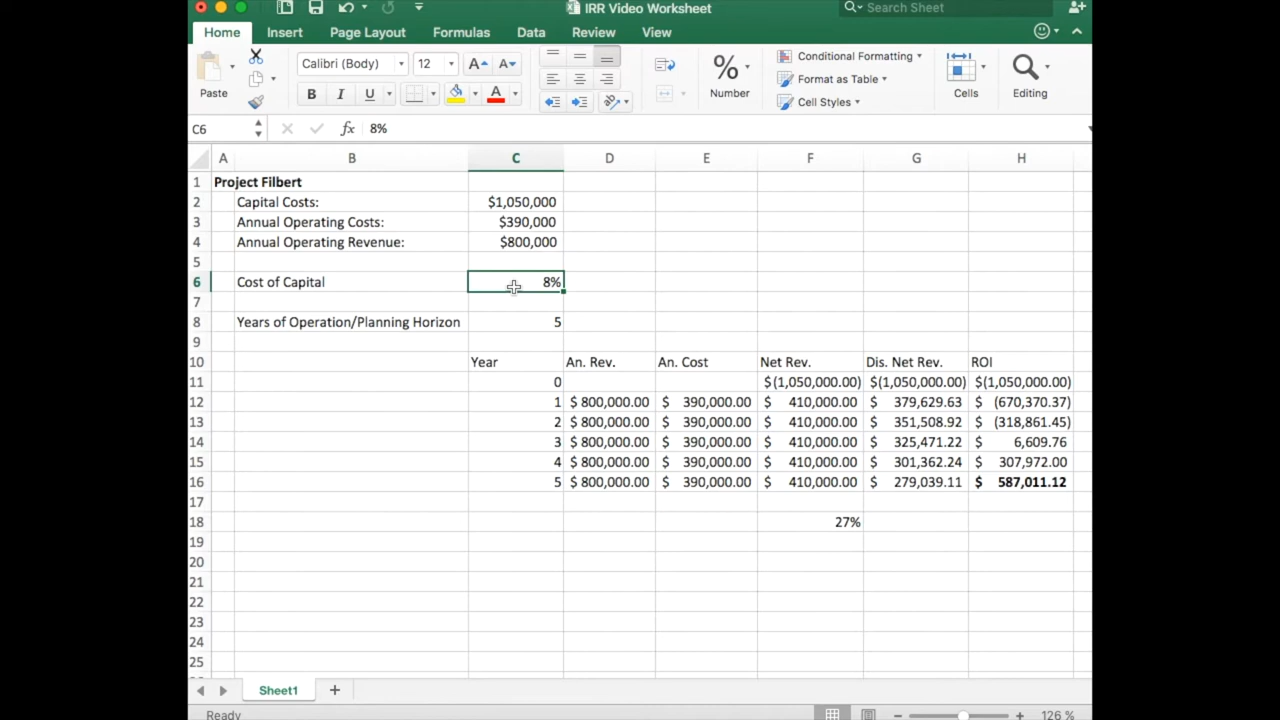 IRR Video Worksheet
Search Sheet
Home Insert Page Layout Formulas Data Review View
Calibri (Body) 12 A A Conditional Formatting
Format as Table
Paste B I U A % Number Cell Styles Cells Editing
C6 fx 8%
A B C D E F G H
1 Project Filbert
2 Capital Costs: $1,050,000
3 Annual Operating Costs: $390,000
4 Annual Operating Revenue: $800,000
5
6 Cost of Capital 8%
7
8 Years of Operation/Planning Horizon 5
9
10 Year An. Rev. An. Cost Net Rev. Dis. Net Rev. ROI
11 0 $(1,050,000.00) $(1,050,000.00) $(1,050,000.00)
12 1 $ 800,000.00 $ 390,000.00 $ 410,000.00 $ 379,629.63 $ (670,370.37)
13 2 $ 800,000.00 $ 390,000.00 $ 410,000.00 $ 351,508.92 $ (318,861.45)
14 3 $ 800,000.00 $ 390,000.00 $ 410,000.00 $ 325,471.22 $ 6,609.76
15 4 $ 800,000.00 $ 390,000.00 $ 410,000.00 $ 301,362.24 $ 307,972.00
16 5 $ 800,000.00 $ 390,000.00 $ 410,000.00 $ 279,039.11 $ 587,011.12
17
18 27%
19
20
21
22
23
24
25
Sheet1
Ready 126 %